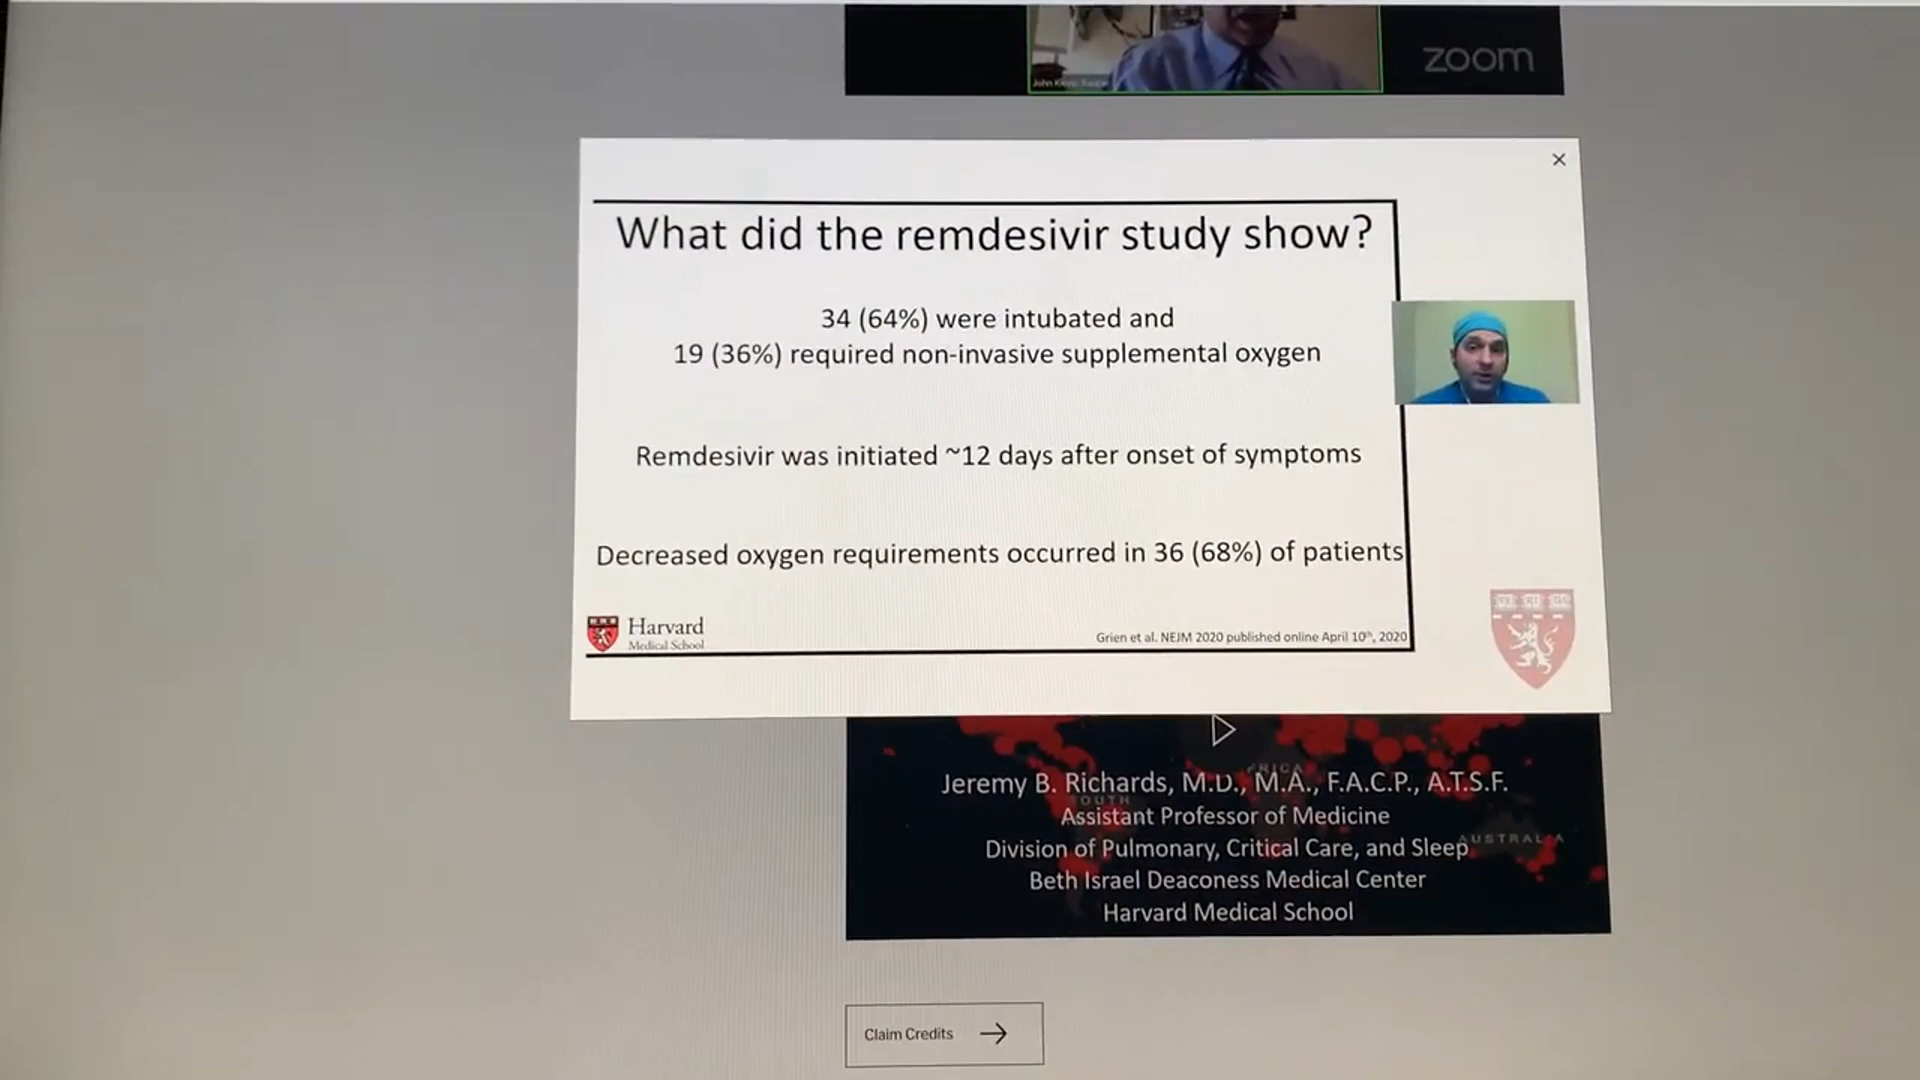 zoom
What did the remdesivir study show?
34 (64%) were intubated and
19 (36%) required non-invasive supplemental oxygen
Remdesivir was initiated ~12 days after onset of symptoms
Decreased oxygen requirements occurred in 36 (68%) of patients
Harvard
Medical School
Grien et al. NEJM 2020 published online April 10th, 2020
Jeremy B. Richards, M.D., M.A., F.A.C.P., A.T.S.F.
Assistant Professor of Medicine
Division of Pulmonary, Critical Care, and Sleep
AUSTRALIA
Beth Israel Deaconess Medical Center
Harvard Medical School
Claim Credits